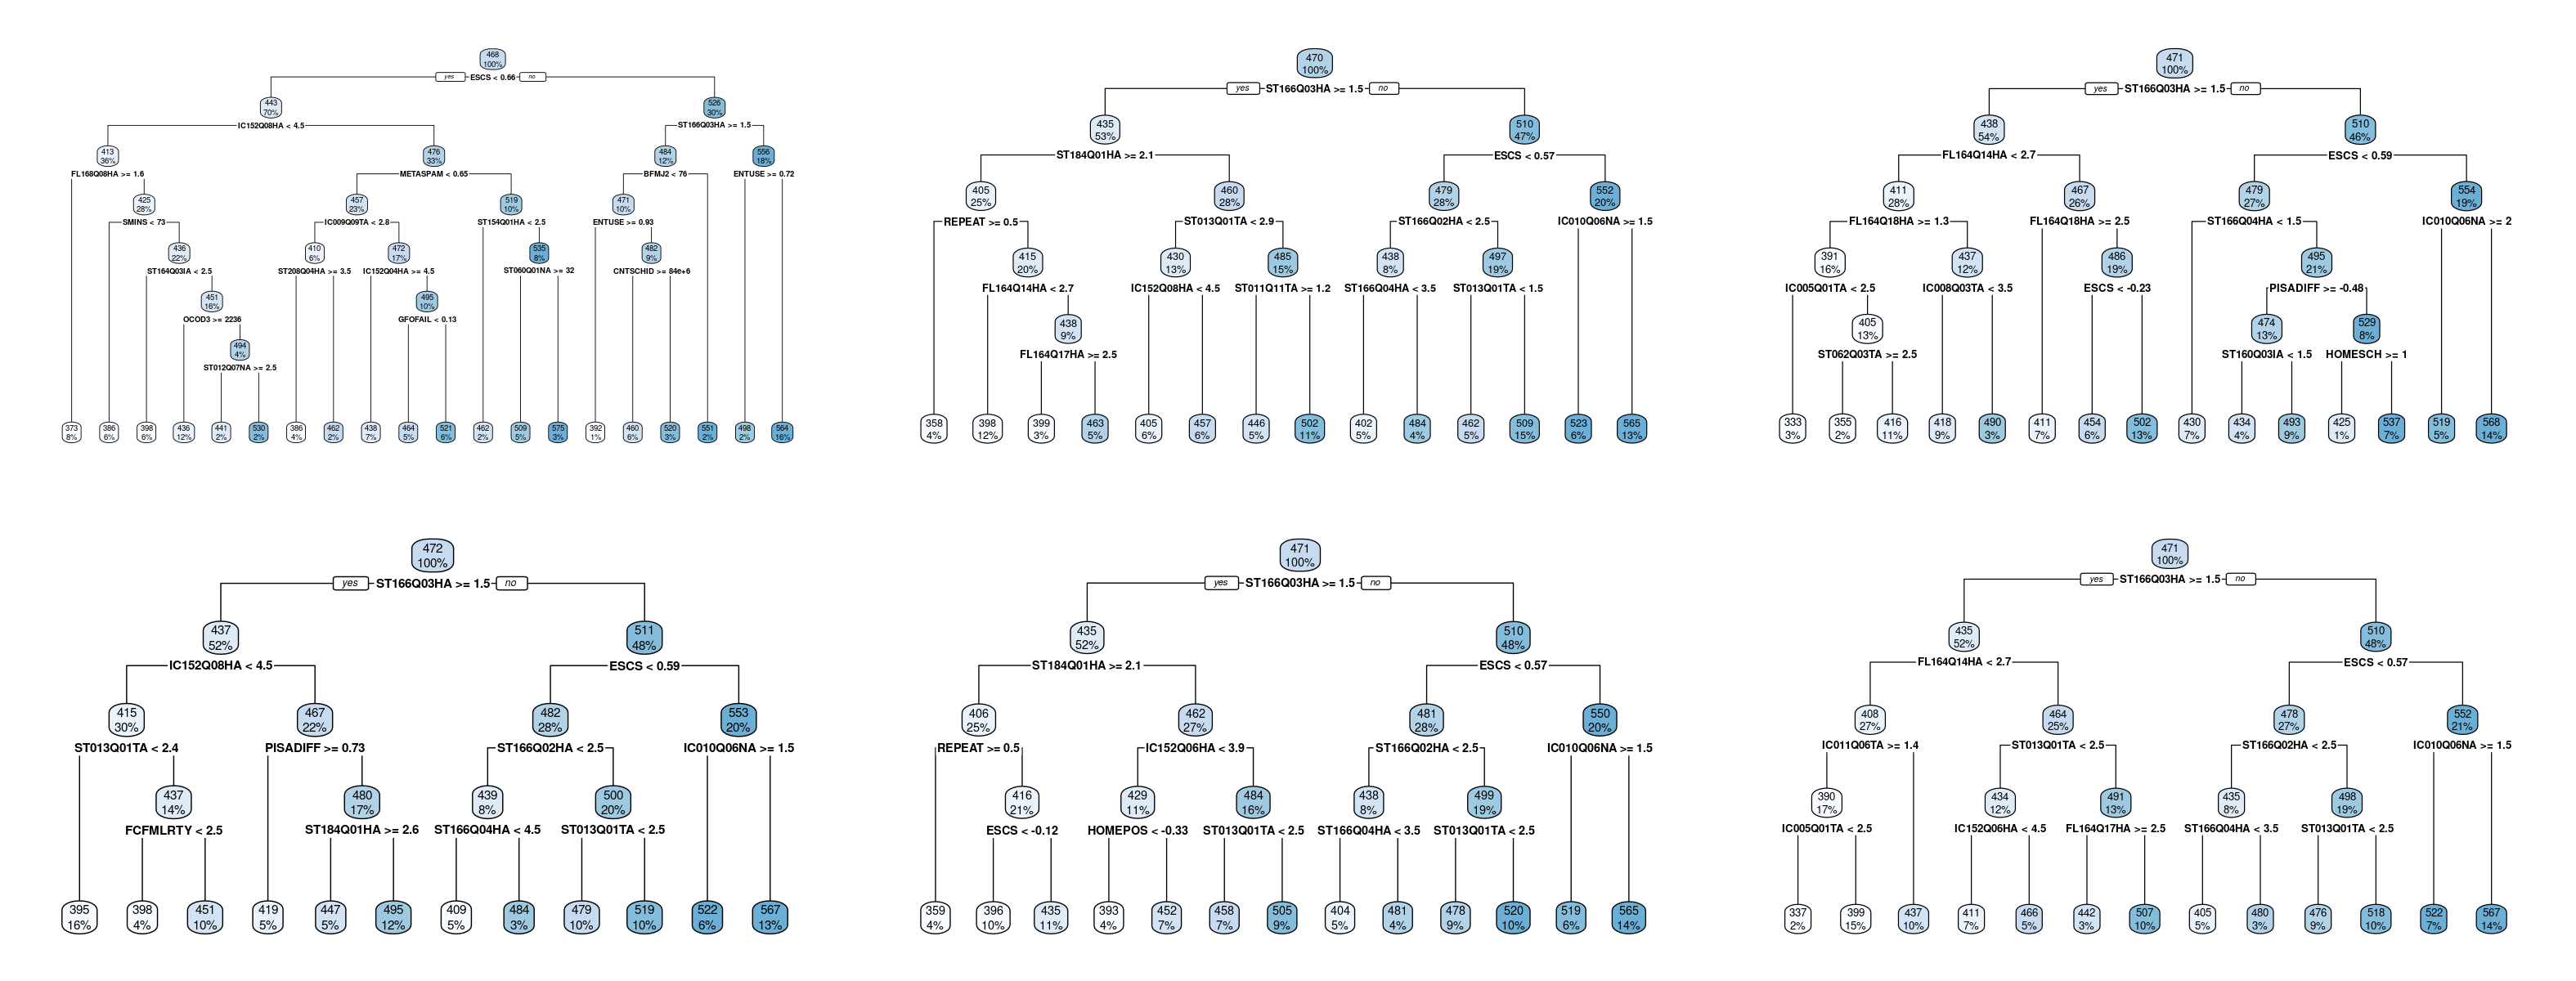 468
100%
yes ESCS < 0.66 no
443
70%
526
30%
IC152Q08HA < 4.5
ST166Q03HA >= 1.5
413
36%
476
33%
484
12%
556
18%
FL168Q08HA >= 1.6
METASPAM < 0.65
BFMJ2 < 76
ENTUSE >= 0.72
425
28%
457
23%
519
10%
471
10%
SMINS < 73
IC009Q09TA < 2.8
ST154Q01HA < 2.5
ENTUSE >= 0.93
436
22%
410
6%
472
17%
535
8%
482
9%
ST164Q03IA < 2.5
ST208Q04HA >= 3.5
IC152Q04HA >= 4.5
ST060Q01NA >= 32
CNTSCHID >= 84e+6
451
16%
495
10%
OCOD3 >= 2236
GFOFAIL < 0.13
494
4%
ST012Q07NA >= 2.5
373 386 398 436 441 530 386 462 438 464 521 462 509 575 392 460 520 551 498 564
8% 6% 6% 12% 2% 2% 4% 2% 7% 5% 6% 2% 5% 3% 1% 6% 3% 2% 2% 16%
470
100%
yes ST166Q03HA >= 1.5 no
435
53%
510
47%
ST184Q01HA >= 2.1
ESCS < 0.57
405
25%
460
28%
479
28%
552
20%
REPEAT >= 0.5
ST013Q01TA < 2.9
ST166Q02HA < 2.5
IC010Q06NA >= 1.5
415
20%
430
13%
485
15%
438
8%
497
19%
FL164Q14HA < 2.7
IC152Q08HA < 4.5
ST011Q11TA >= 1.2
ST166Q04HA < 3.5
ST013Q01TA < 1.5
438
9%
FL164Q17HA >= 2.5
358 398 399 463 405 457 446 502 402 484 462 509 523 565
4% 12% 3% 5% 6% 6% 5% 11% 5% 4% 5% 15% 6% 13%
471
100%
yes ST166Q03HA >= 1.5 no
438
54%
510
46%
FL164Q14HA < 2.7
ESCS < 0.59
411
28%
467
26%
479
27%
554
19%
FL164Q18HA >= 1.3
FL164Q18HA >= 2.5
ST166Q04HA < 1.5
IC010Q06NA >= 2
391
16%
437
12%
486
19%
495
21%
IC005Q01TA < 2.5
IC008Q03TA < 3.5
ESCS < -0.23
PISADIFF >= -0.48
405
13%
474
13%
529
8%
ST062Q03TA >= 2.5
ST160Q03IA < 1.5
HOMESCH >= 1
333 355 416 418 490 411 454 502 430 434 493 425 537 519 568
3% 2% 11% 9% 3% 7% 6% 13% 7% 4% 9% 1% 7% 5% 14%
472
100%
yes ST166Q03HA >= 1.5 no
437
52%
511
48%
IC152Q08HA < 4.5
ESCS < 0.59
415
30%
467
22%
482
28%
553
20%
ST013Q01TA < 2.4
PISADIFF >= 0.73
ST166Q02HA < 2.5
IC010Q06NA >= 1.5
437
14%
480
17%
439
8%
500
20%
FCFMLRTY < 2.5
ST184Q01HA >= 2.6
ST166Q04HA < 4.5
ST013Q01TA < 2.5
395 398 451 419 447 495 409 484 479 519 522 567
16% 4% 10% 5% 5% 12% 5% 3% 10% 10% 6% 13%
471
100%
yes ST166Q03HA >= 1.5 no
435
52%
510
48%
ST184Q01HA >= 2.1
ESCS < 0.57
406
25%
462
27%
481
28%
550
20%
REPEAT >= 0.5
IC152Q06HA < 3.9
ST166Q02HA < 2.5
IC010Q06NA >= 1.5
416
21%
429
11%
484
16%
438
8%
499
19%
ESCS < -0.12
HOMEPOS < -0.33
ST013Q01TA < 2.5
ST166Q04HA < 3.5
ST013Q01TA < 2.5
359 396 435 393 452 458 505 404 481 478 520 519 565
4% 10% 11% 4% 7% 7% 9% 5% 4% 9% 10% 6% 14%
471
100%
yes ST166Q03HA >= 1.5 no
435
52%
510
48%
FL164Q14HA < 2.7
ESCS < 0.57
408
27%
464
25%
478
27%
552
21%
IC011Q06TA >= 1.4
ST013Q01TA < 2.5
ST166Q02HA < 2.5
IC010Q06NA >= 1.5
390
17%
434
12%
491
13%
435
8%
498
19%
IC005Q01TA < 2.5
IC152Q06HA < 4.5
FL164Q17HA >= 2.5
ST166Q04HA < 3.5
ST013Q01TA < 2.5
337 399 437 411 466 442 507 405 480 476 518 522 567
2% 15% 10% 7% 5% 3% 10% 5% 3% 9% 10% 7% 14%